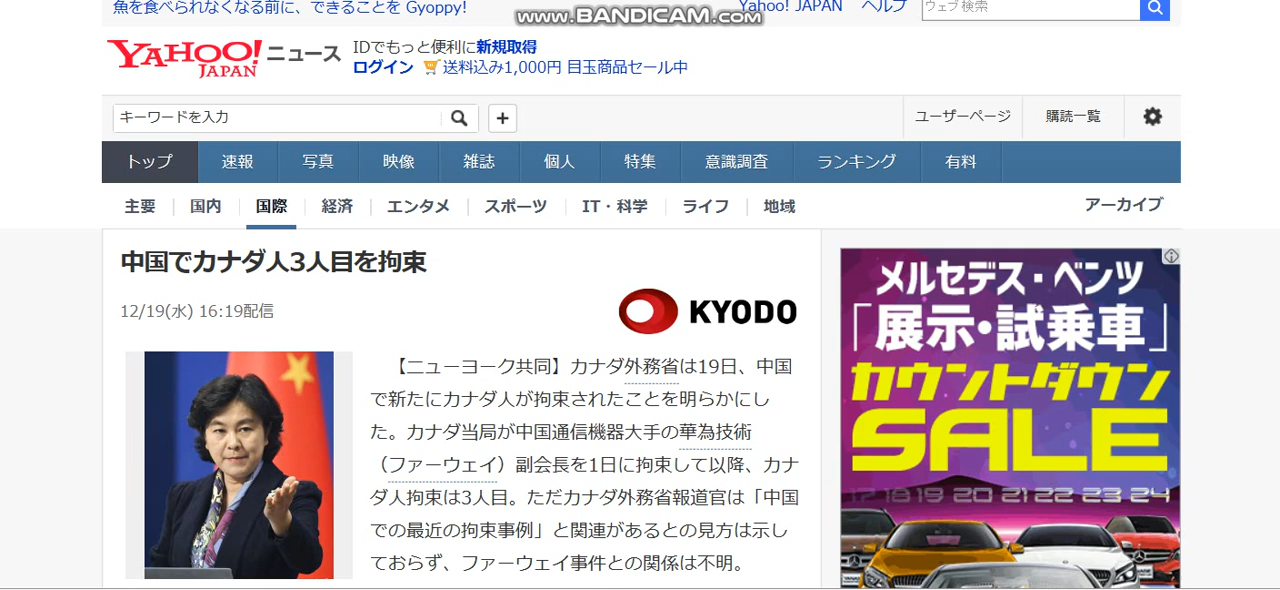 魚を食べられなくなる前に、できることを Gyoppy!
www.BANDICAM.com
Yahoo! JAPAN ヘルプ
ウェブ検索
YAHOO! JAPAN ニュース
IDでもっと便利に新規取得
ログイン 送料込み1,000円 目玉商品セール中
キーワードを入力
+
ユーザーページ 購読一覧
トップ 速報 写真 映像 雑誌 個人 特集 意識調査 ランキング 有料
主要 国内 国際 経済 エンタメ スポーツ IT・科学 ライフ 地域 アーカイブ
中国でカナダ人3人目を拘束
12/19(水) 16:19配信
KYODO
【ニューヨーク共同】カナダ外務省は19日、中国
で新たにカナダ人が拘束されたことを明らかにし
た。カナダ当局が中国通信機器大手の華為技術
（ファーウェイ）副会長を1日に拘束して以降、カナ
ダ人拘束は3人目。ただカナダ外務省報道官は「中国
での最近の拘束事例」と関連があるとの見方は示し
ておらず、ファーウェイ事件との関係は不明。
メルセデス・ベンツ
「展示・試乗車」
カウントダウン
SALE
17 18 19 20 21 22 23 24